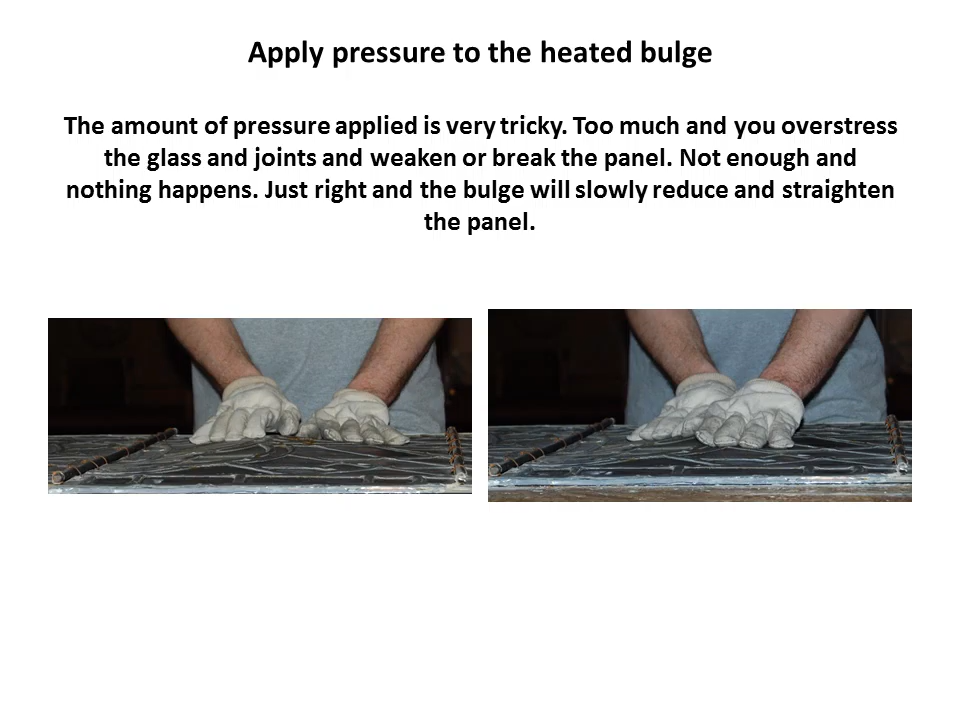 Apply pressure to the heated bulge
The amount of pressure applied is very tricky. Too much and you overstress
the glass and joints and weaken or break the panel. Not enough and
nothing happens. Just right and the bulge will slowly reduce and straighten
the panel.